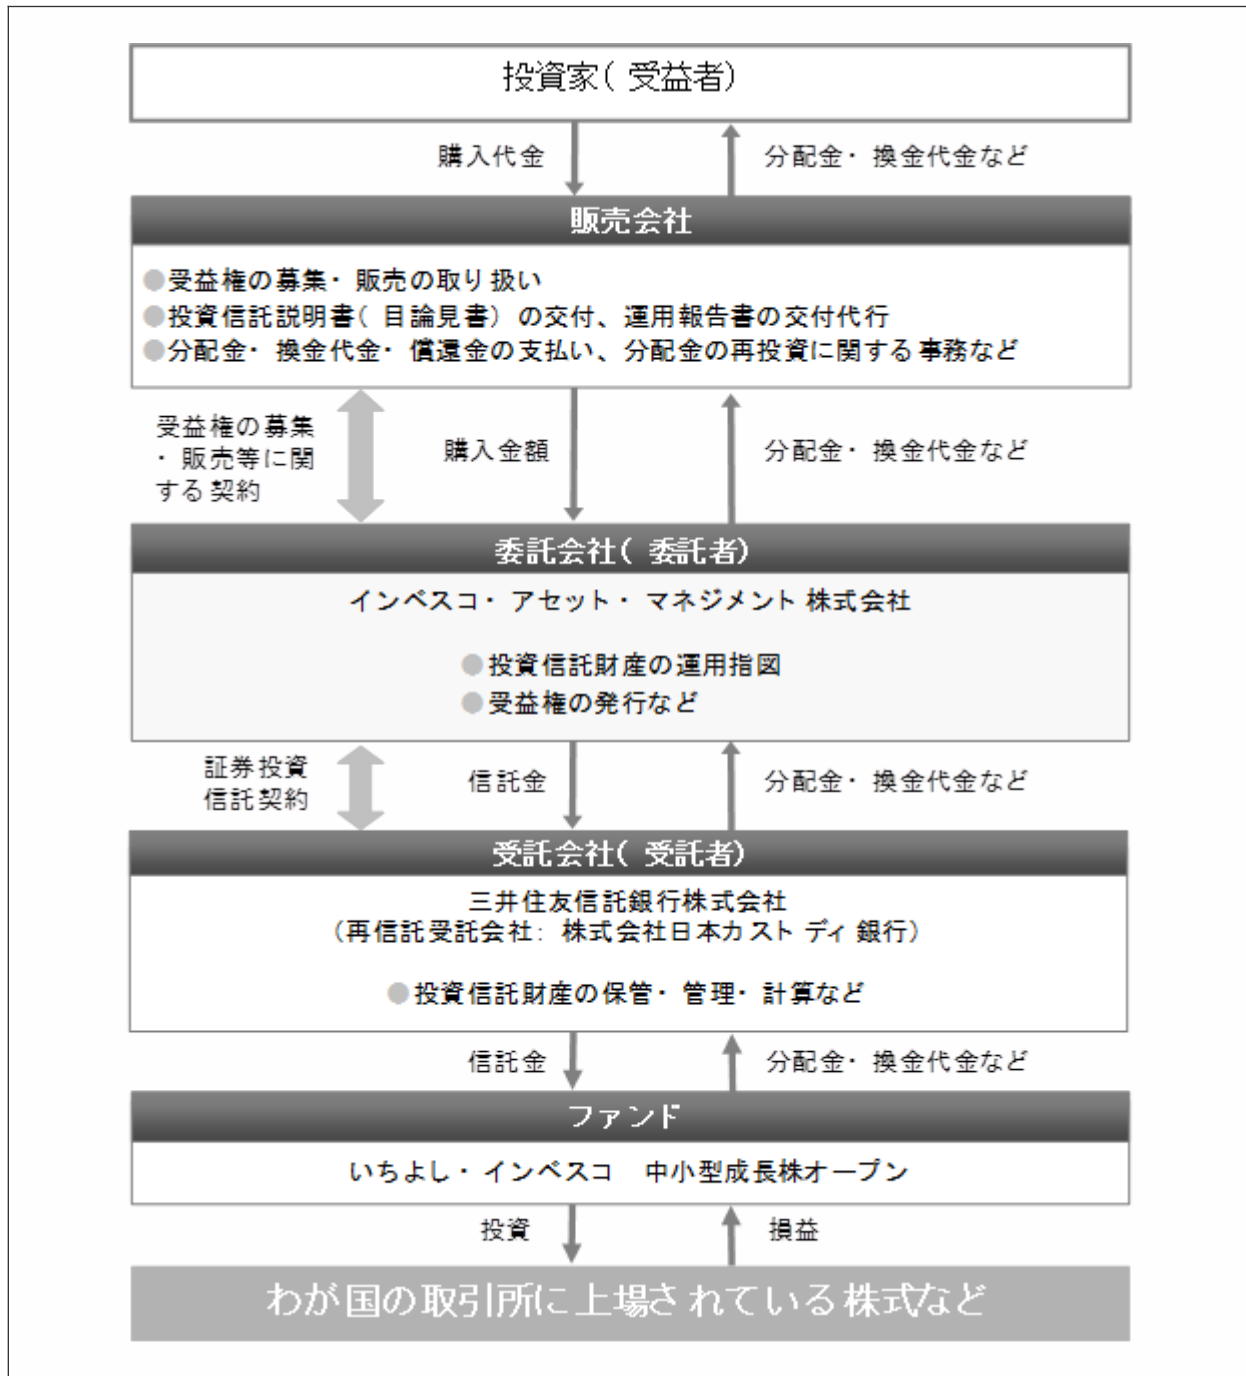 投資家(受益者)
購入代金
分配金・換金代金など
販売会社
●受益権の募集・販売の取り扱い
●投資信託説明書(目論見書)の交付、運用報告書の交付代行
●分配金・換金代金・償還金の支払い、分配金の再投資に関する事務など
受益権の募集
・販売等に関
する契約
購入金額
分配金・換金代金など
委託会社(委託者)
インベスコ・アセット・マネジメント株式会社
●投資信託財産の運用指図
●受益権の発行など
証券投資
信託契約
信託金
分配金・換金代金など
受託会社(受託者)
三井住友信託銀行株式会社
(再信託受託会社:株式会社日本カストディ銀行)
●投資信託財産の保管・管理・計算など
信託金
分配金・換金代金など
ファンド
いちよし・インベスコ 中小型成長株オープン
投資
損益
わが国の取引所に上場されている株式など